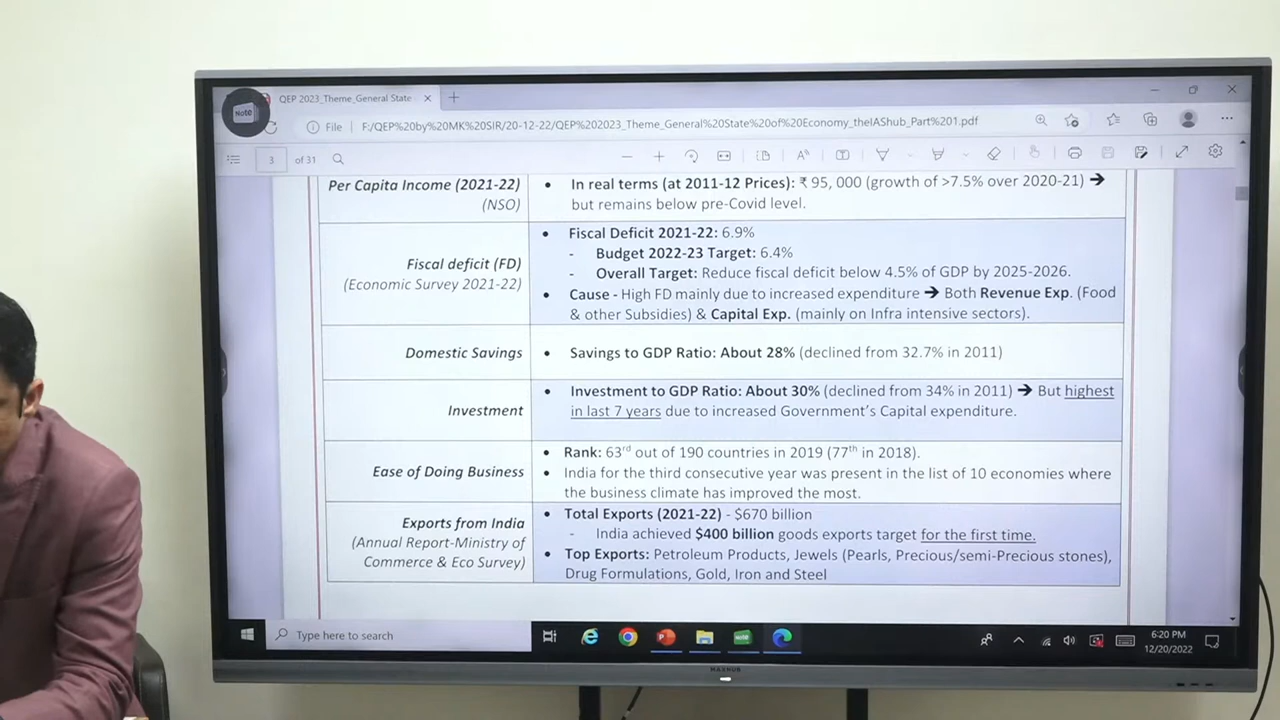 Note
QEP 2023_Theme_General State
File | F:/QEP%20by%20MK%20SIR/20-12-22/QEP%202023_Theme_General%20State%20of%20Economy_theIAShub_Part%201.pdf
3 of 31
Per Capita Income (2021-22)
(NSO)
• In real terms (at 2011-12 Prices): ₹ 95, 000 (growth of >7.5% over 2020-21) ➔
but remains below pre-Covid level.
Fiscal deficit (FD)
(Economic Survey 2021-22)
• Fiscal Deficit 2021-22: 6.9%
- Budget 2022-23 Target: 6.4%
- Overall Target: Reduce fiscal deficit below 4.5% of GDP by 2025-2026.
• Cause - High FD mainly due to increased expenditure ➔ Both Revenue Exp. (Food
& other Subsidies) & Capital Exp. (mainly on Infra intensive sectors).
Domestic Savings
• Savings to GDP Ratio: About 28% (declined from 32.7% in 2011)
Investment
• Investment to GDP Ratio: About 30% (declined from 34% in 2011) ➔ But highest
in last 7 years due to increased Government's Capital expenditure.
Ease of Doing Business
• Rank: 63rd out of 190 countries in 2019 (77th in 2018).
• India for the third consecutive year was present in the list of 10 economies where
the business climate has improved the most.
Exports from India
(Annual Report-Ministry of
Commerce & Eco Survey)
• Total Exports (2021-22) - $670 billion
- India achieved $400 billion goods exports target for the first time.
• Top Exports: Petroleum Products, Jewels (Pearls, Precious/semi-Precious stones),
Drug Formulations, Gold, Iron and Steel
Type here to search
6:20 PM
12/20/2022
MAXHUB